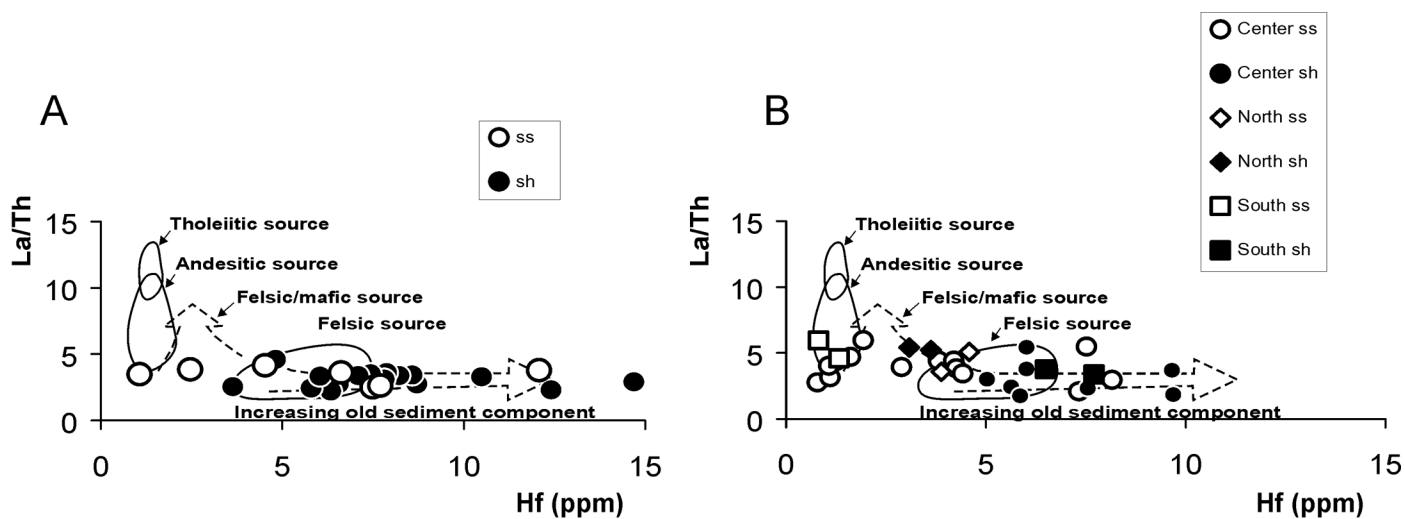 A
ss
sh
La/Th
15
10
5
0
Tholeiitic source
Andesitic source
Felsic/mafic source
Felsic source
Increasing old sediment component
0
5
10
15
Hf (ppm)
B
Center ss
Center sh
North ss
North sh
South ss
South sh
La/Th
15
10
5
0
Tholeiitic source
Andesitic source
Felsic/mafic source
Felsic source
Increasing old sediment component
0
5
10
15
Hf (ppm)